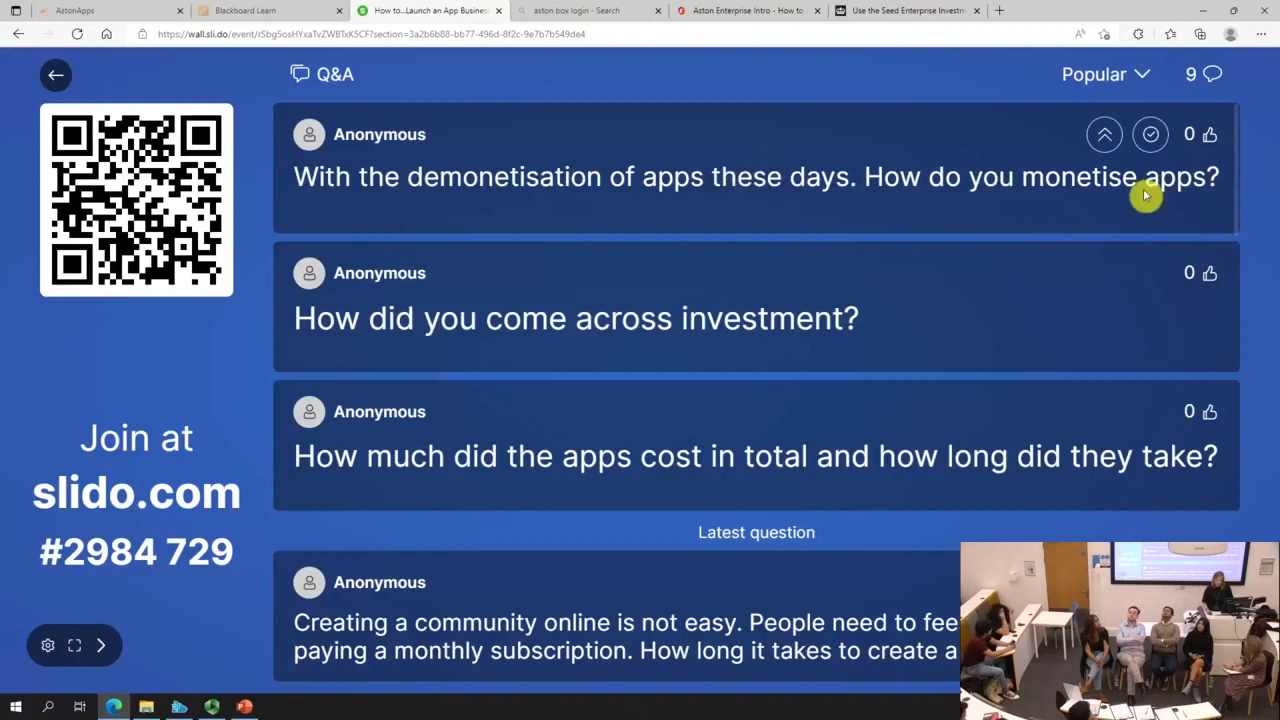 AstonApps
Blackboard Learn
How to...Launch an App Busines
aston box login - Search
Aston Enterprise Intro - How to
Use the Seed Enterprise Investm
https://wall.sli.do/event/rSbgSosHYxaTvZWBTxK5CF?section=3a2b6b88-bb77-496d-8f2c-9e7b7b549de4
Q&A
Popular
9
Anonymous
0
With the demonetisation of apps these days. How do you monetise apps?
Anonymous
0
How did you come across investment?
Anonymous
0
How much did the apps cost in total and how long did they take?
Join at
slido.com
#2984 729
Latest question
Anonymous
Creating a community online is not easy. People need to fee
paying a monthly subscription. How long it takes to create a